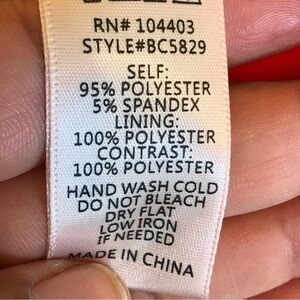 RN# 104403
STYLE#BC5829
SELF:
95% POLYESTER
5% SPANDEX
LINING:
100% POLYESTER
CONTRAST:
100% POLYESTER
HAND WASH COLD
DO NOT BLEACH
DRY FLAT
LOW IRON
IF NEEDED
MADE IN CHINA